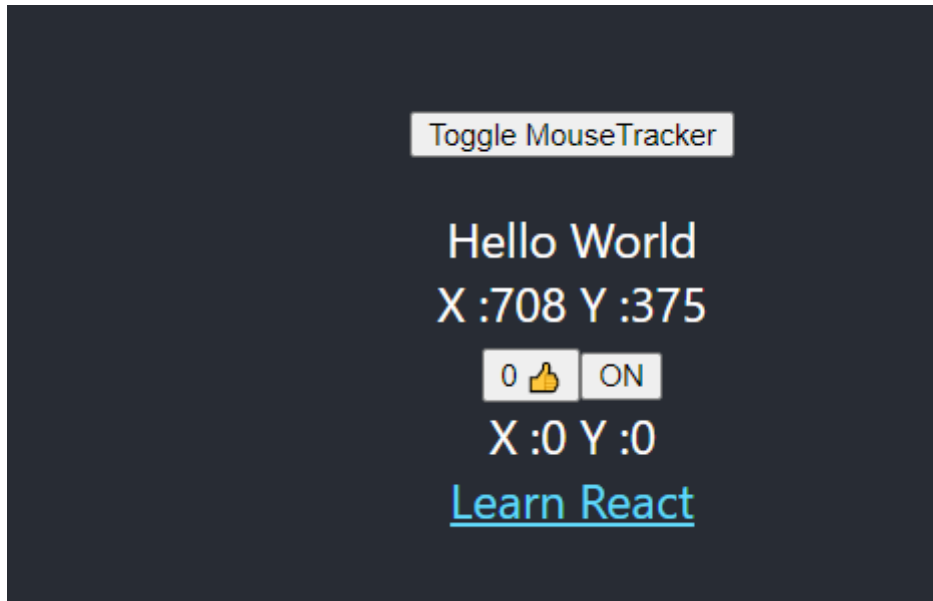 Toggle MouseTracker
Hello World
X :708 Y :375
0 👍 ON
X :0 Y :0
Learn React